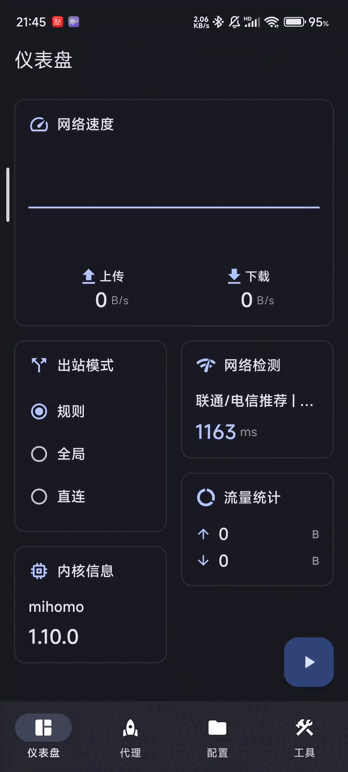 21:45
2.06 KB/s HD 95%
仪表盘
网络速度
上传
0 B/s
下载
0 B/s
出站模式
规则
全局
直连
网络检测
联通/电信推荐 | ...
1163 ms
流量统计
0 B
0 B
内核信息
mihomo
1.10.0
仪表盘
代理
配置
工具